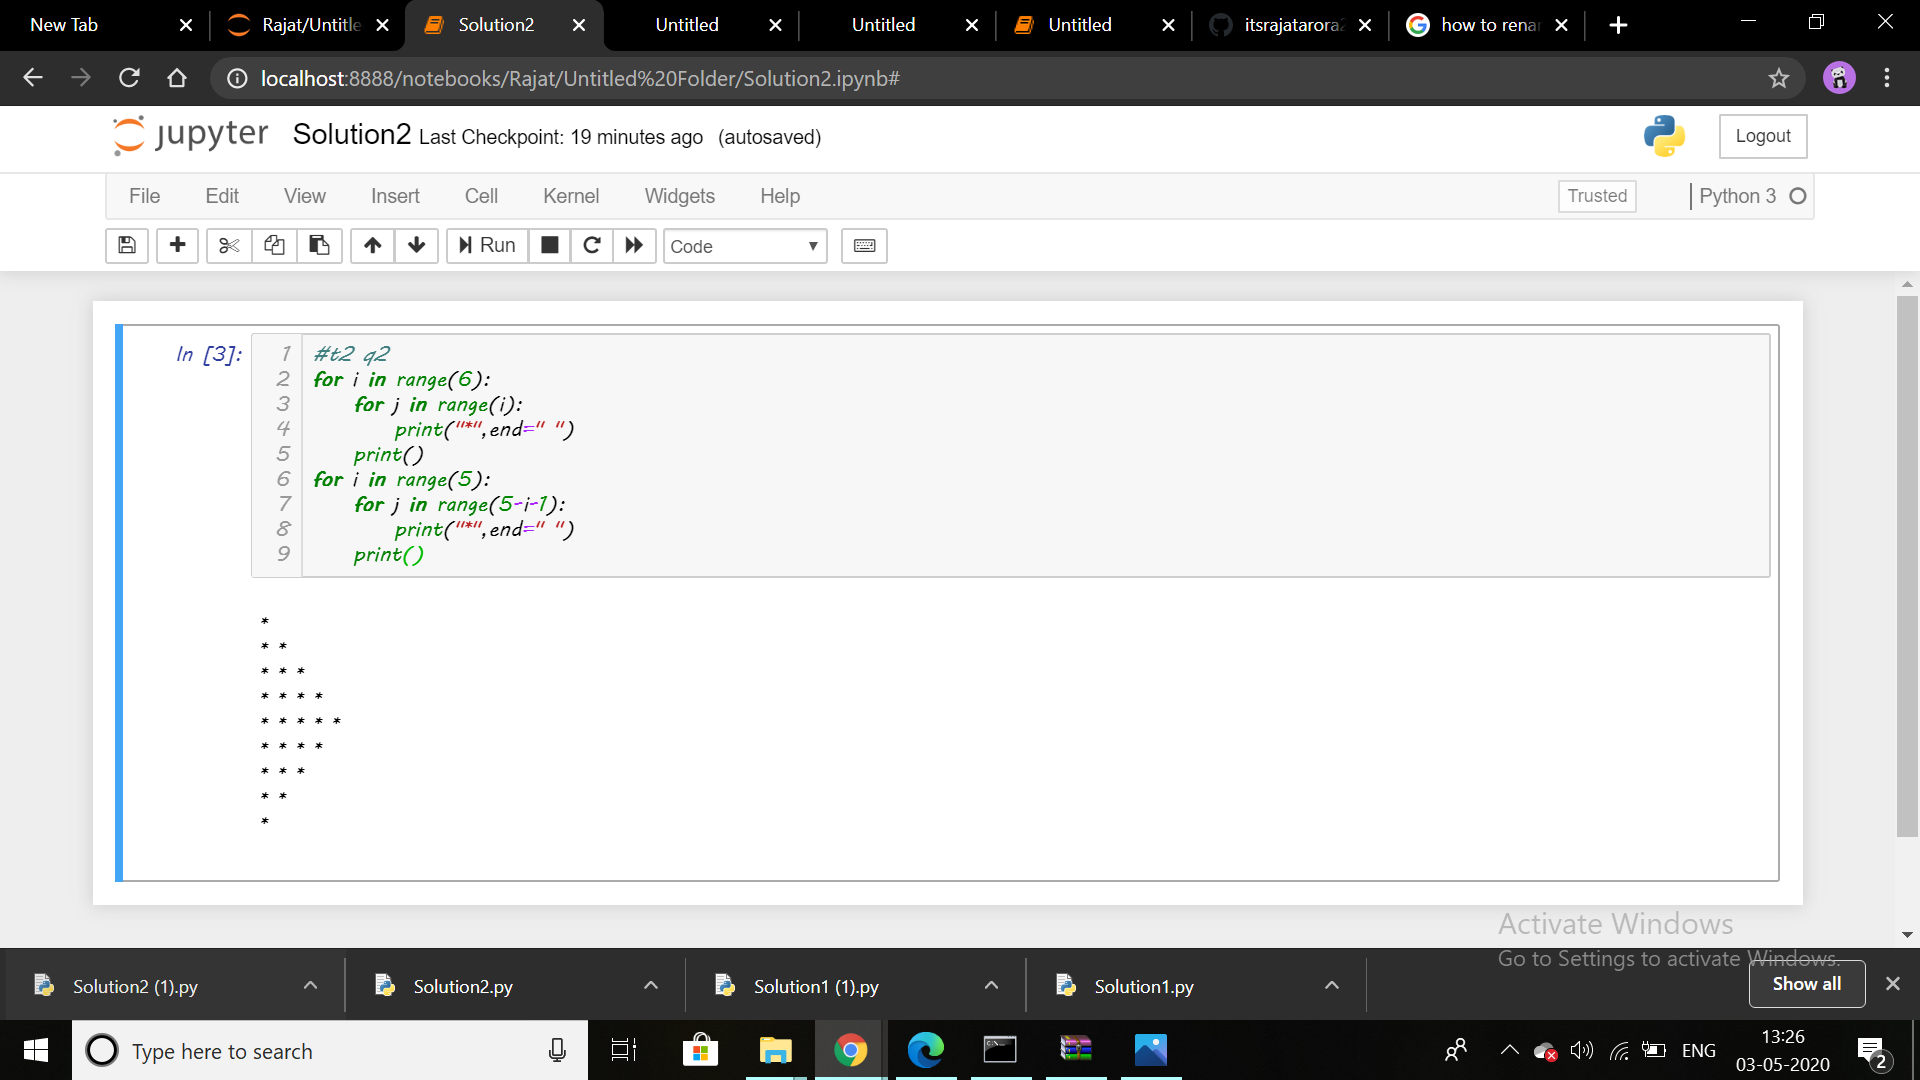 New Tab
Rajat/Untitle
Solution2
Untitled
Untitled
Untitled
itsrajatarora
how to rena
localhost:8888/notebooks/Rajat/Untitled%20Folder/Solution2.ipynb#
jupyter Solution2 Last Checkpoint: 19 minutes ago (autosaved)
Logout
File Edit View Insert Cell Kernel Widgets Help
Trusted
Python 3
Run
Code
In [3]:
1 #t2 q2
2 for i in range(6):
3     for j in range(i):
4         print("*",end=" ")
5     print()
6 for i in range(5):
7     for j in range(5-i-1):
8         print("*",end=" ")
9     print()
*
* *
* * *
* * * *
* * * * *
* * * *
* * *
* *
*
Activate Windows
Go to Settings to activate Windows.
Solution2 (1).py
Solution2.py
Solution1 (1).py
Solution1.py
Show all
Type here to search
ENG
13:26
03-05-2020
2